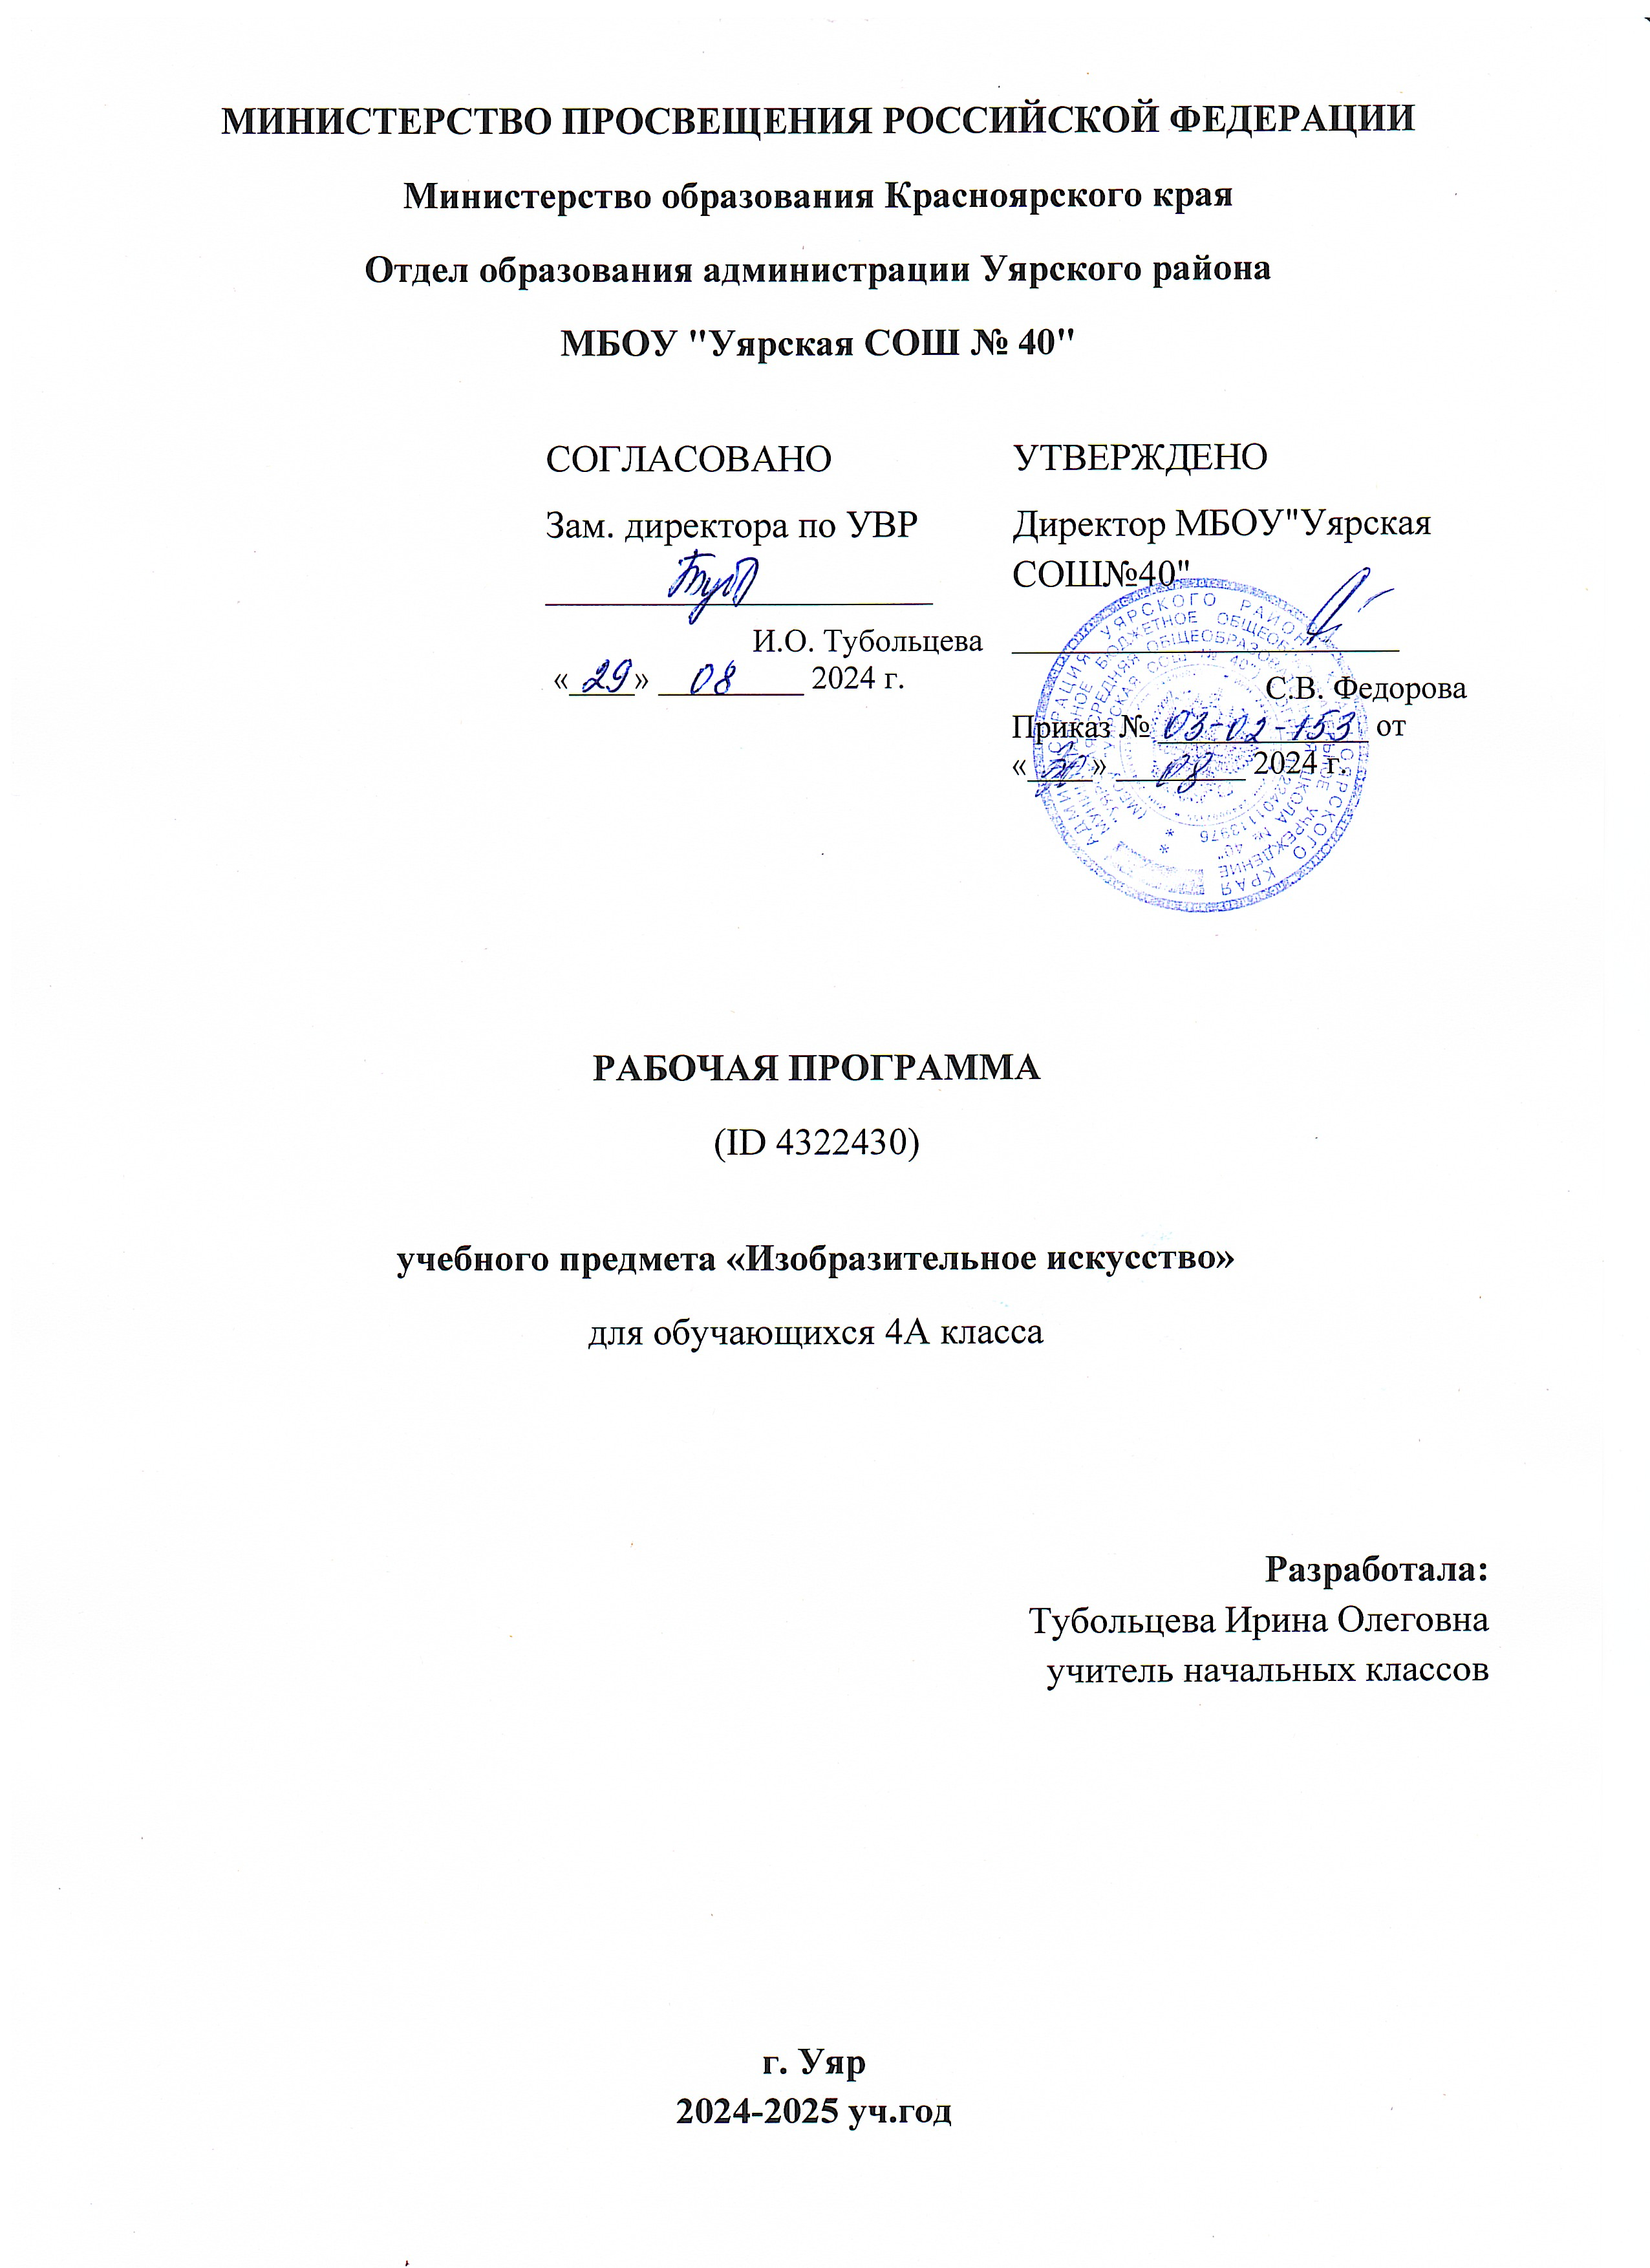 МИНИСТЕРСТВО ПРОСВЕЩЕНИЯ РОССИЙСКОЙ ФЕДЕРАЦИИ
Министерство образования Красноярского края
Отдел образования администрации Уярского района
МБОУ "Уярская СОШ № 40"
СОГЛАСОВАНО
Зам. директора по УВР
И.О. Тубольцева
«29» 08 2024 г.
УТВЕРЖДЕНО
Директор МБОУ"Уярская
СОШ№40"
С.В. Федорова
Приказ № 03-02-153 от
« » 08 2024 г.
РАБОЧАЯ ПРОГРАММА
(ID 4322430)
учебного предмета «Изобразительное искусство»
для обучающихся 4А класса
Разработала:
Тубольцева Ирина Олеговна
учитель начальных классов
г. Уяр
2024-2025 уч.год